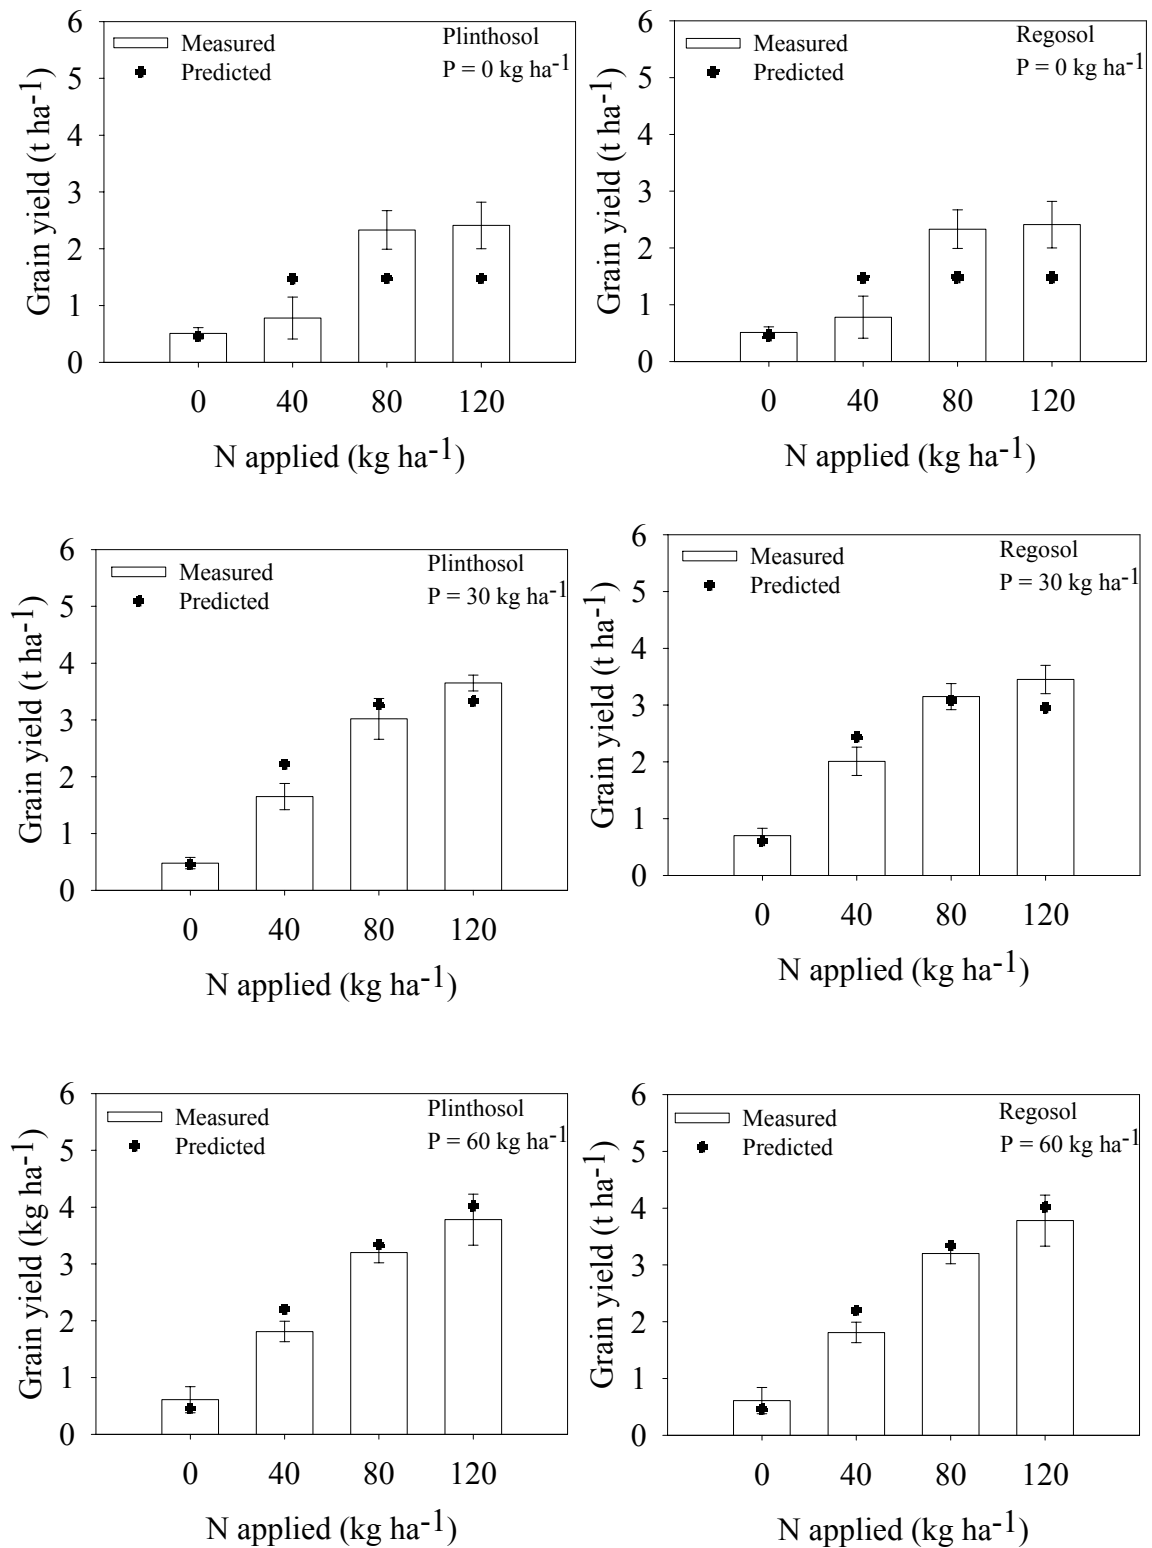 6
5
4
3
2
1
0
Grain yield (t ha-1)
Measured
Predicted
Plinthosol
P = 0 kg ha-1
0 40 80 120
N applied (kg ha-1)
6
5
4
3
2
1
0
Grain yield (t ha-1)
Measured
Predicted
Regosol
P = 0 kg ha-1
0 40 80 120
N applied (kg ha-1)
6
5
4
3
2
1
0
Grain yield (t ha-1)
Measured
Predicted
Plinthosol
P = 30 kg ha-1
0 40 80 120
N applied (kg ha-1)
6
5
4
3
2
1
0
Grain yield (t ha-1)
Measured
Predicted
Regosol
P = 30 kg ha-1
0 40 80 120
N applied (kg ha-1)
6
5
4
3
2
1
0
Grain yield (kg ha-1)
Measured
Predicted
Plinthosol
P = 60 kg ha-1
0 40 80 120
N applied (kg ha-1)
6
5
4
3
2
1
0
Grain yield (t ha-1)
Measured
Predicted
Regosol
P = 60 kg ha-1
0 40 80 120
N applied (kg ha-1)